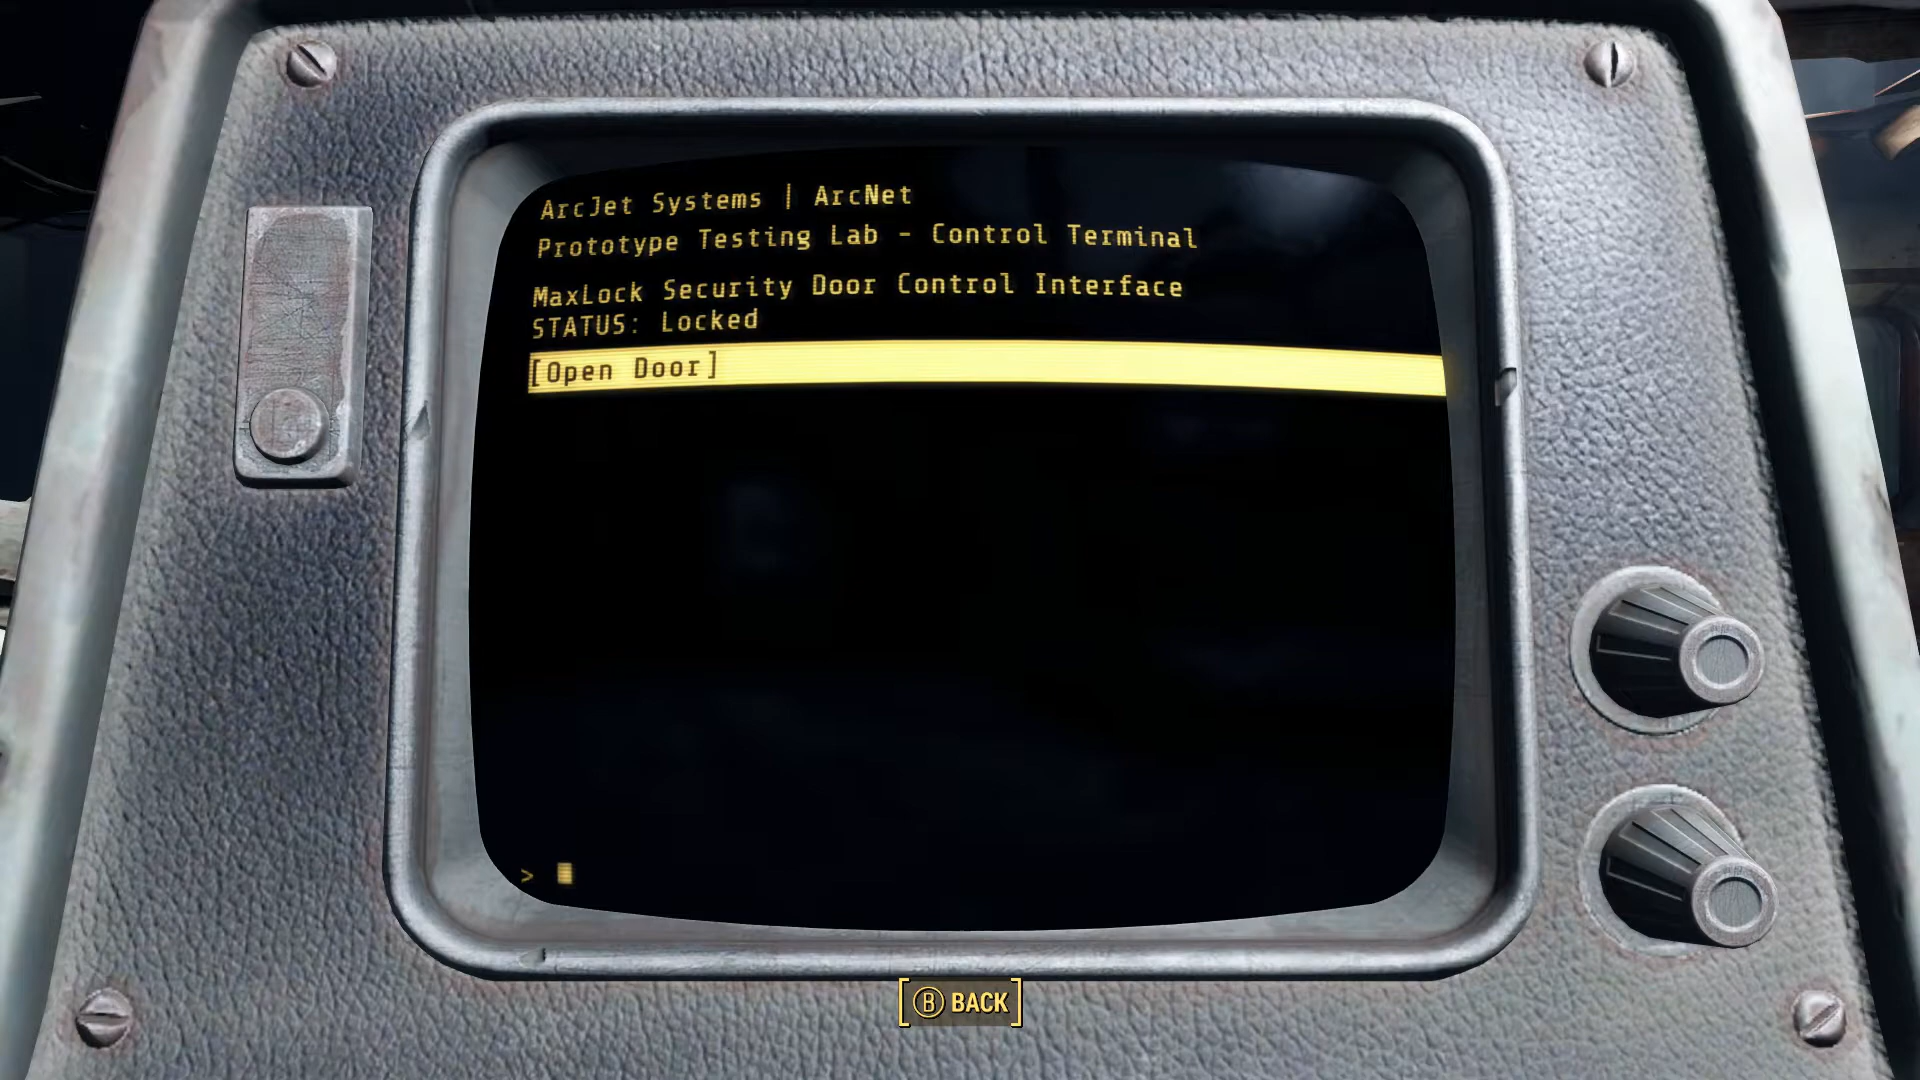 ArcJet Systems | ArcNet
Prototype Testing Lab - Control Terminal
MaxLock Security Door Control Interface
STATUS: Locked
[Open Door]
>
[Ⓑ BACK]